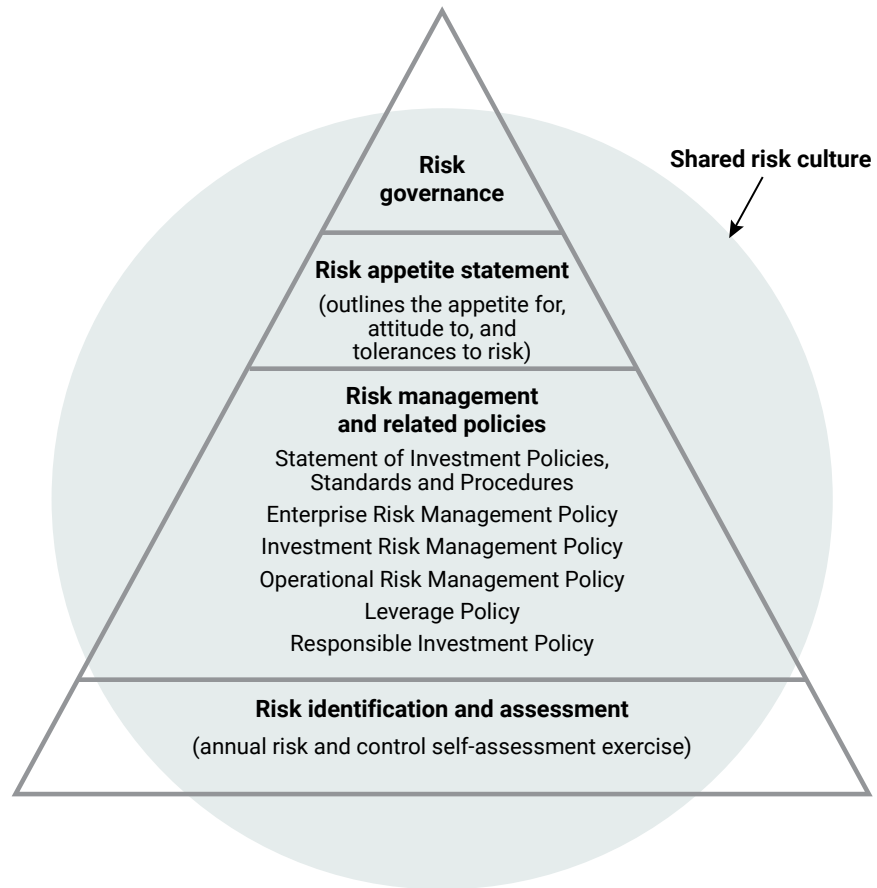 Risk
governance
Shared risk culture
Risk appetite statement
(outlines the appetite for,
attitude to, and
tolerances to risk)
Risk management
and related policies
Statement of Investment Policies,
Standards and Procedures
Enterprise Risk Management Policy
Investment Risk Management Policy
Operational Risk Management Policy
Leverage Policy
Responsible Investment Policy
Risk identification and assessment
(annual risk and control self-assessment exercise)